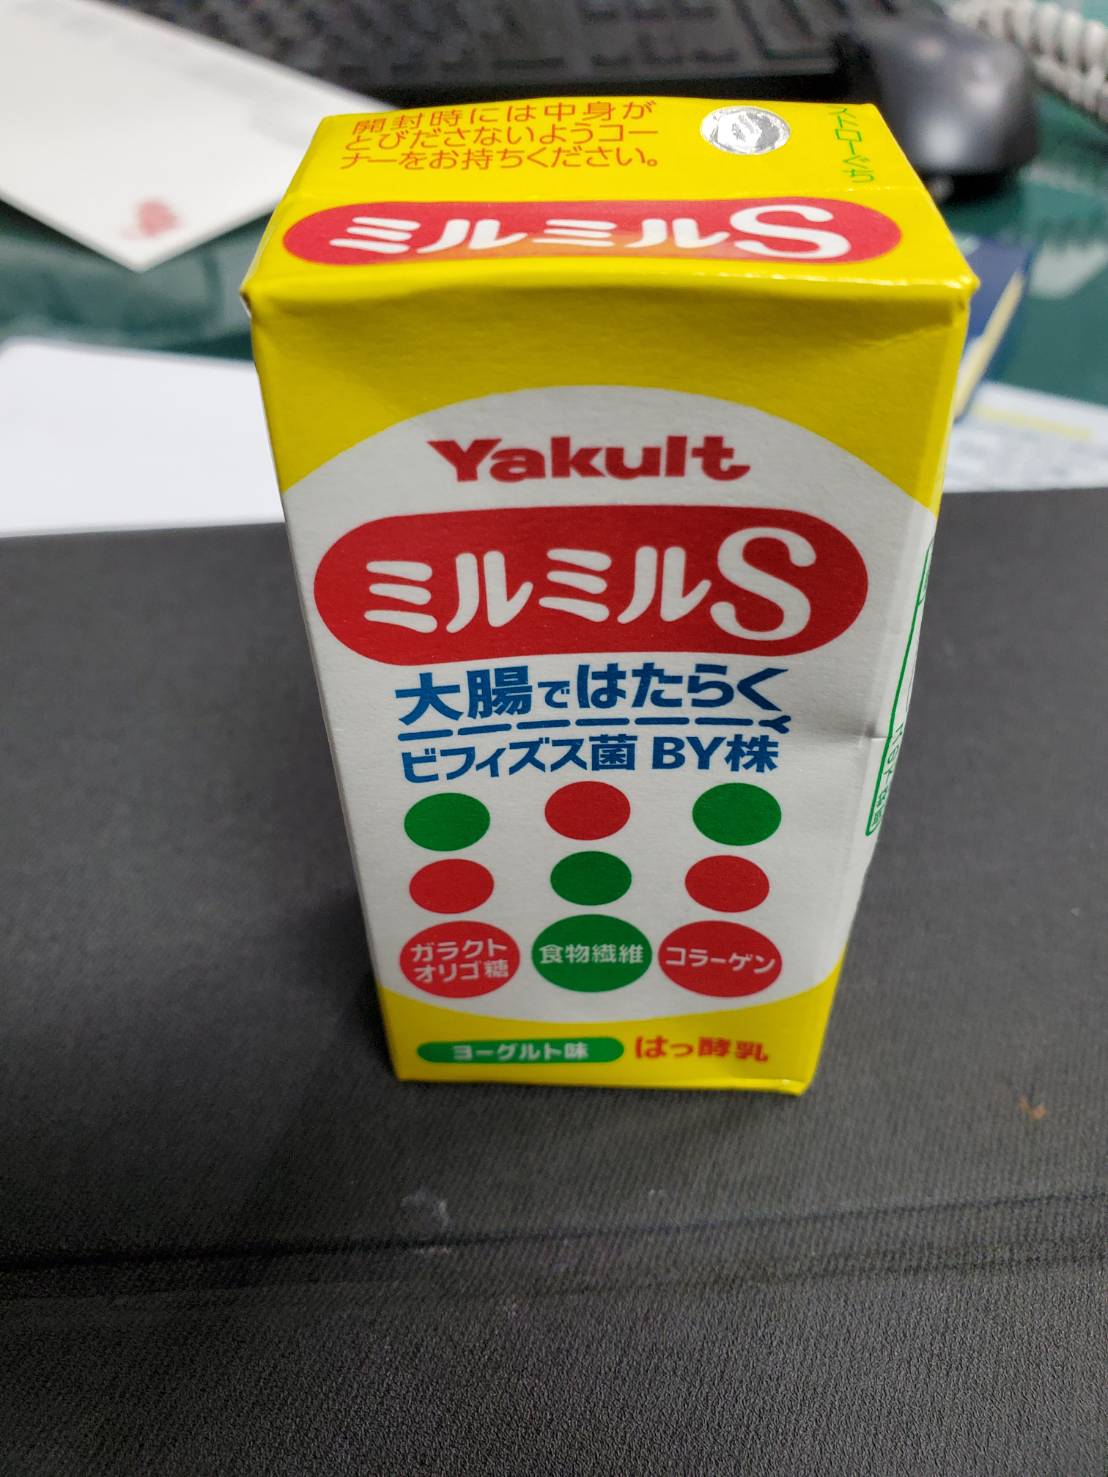 開封時には中身が
とびださないようコー
ナーをお持ちください。
ストローぐち
ミルミルS
Yakult
ミルミルS
大腸ではたらく
ビフィズス菌 BY株
ガラクト
オリゴ糖
食物繊維
コラーゲン
ヨーグルト味
はっ酵乳